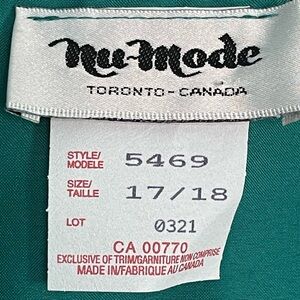 nu-mode
TORONTO-CANADA
STYLE/
MODELE 5469
SIZE/
TAILLE 17/18
LOT 0321
CA 00770
EXCLUSIVE OF TRIM/GARNITURE NON COMPRISE
MADE IN/FABRIQUE AU CANADA